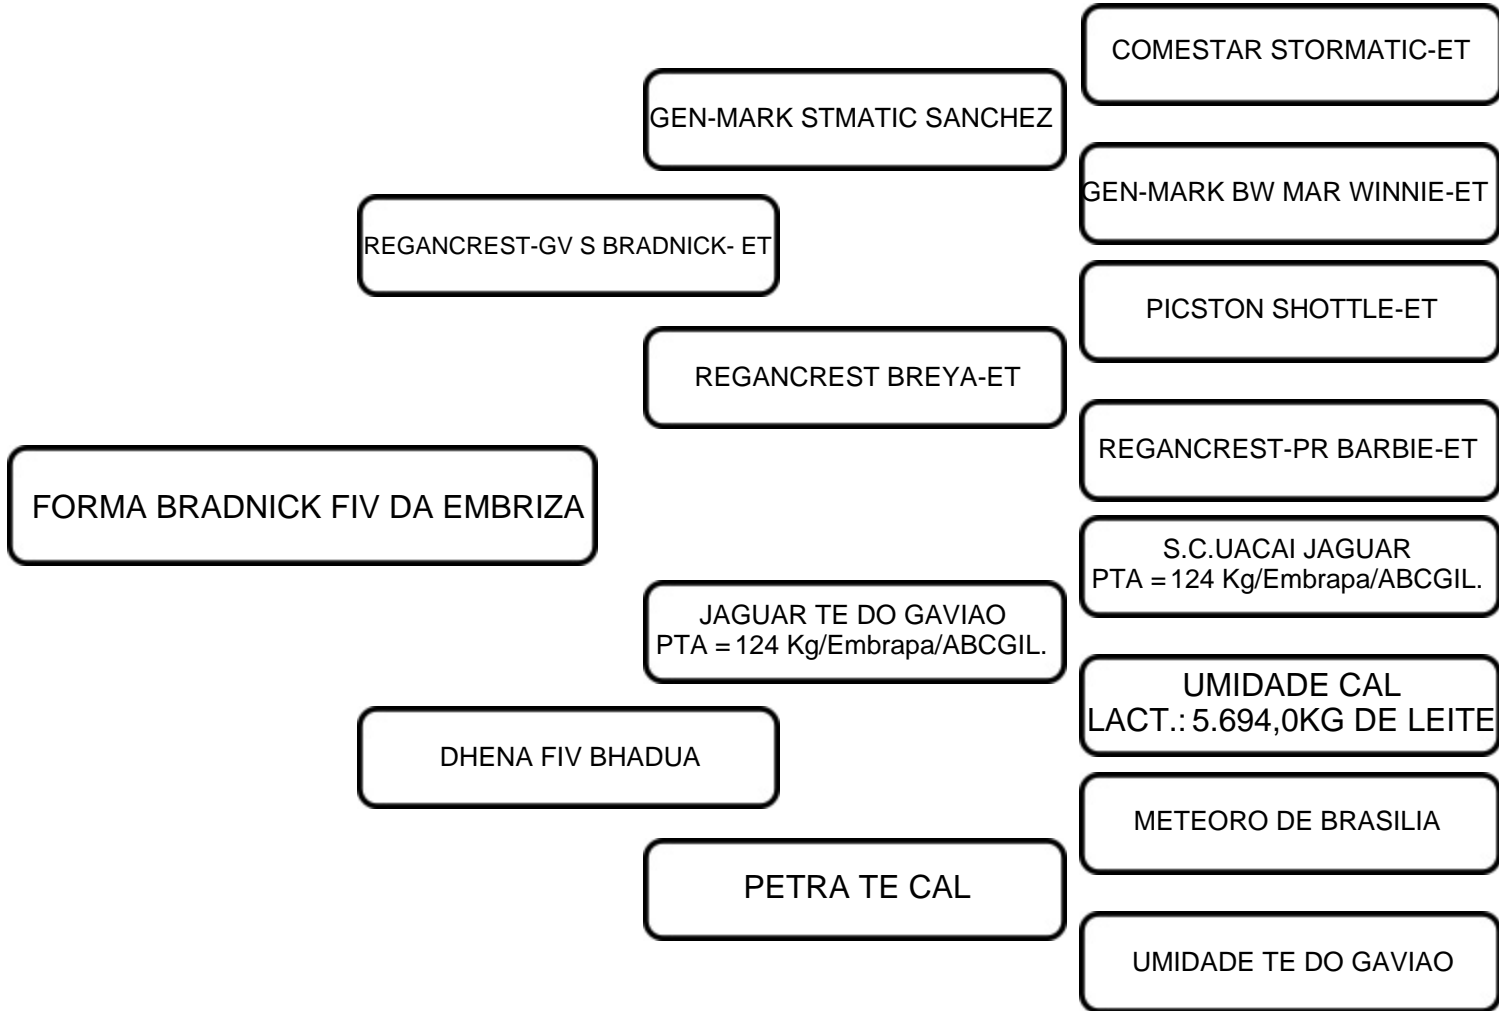 COMESTAR STORMATIC-ET
GEN-MARK STMATIC SANCHEZ
GEN-MARK BW MAR WINNIE-ET
REGANCREST-GV S BRADNICK- ET
PICSTON SHOTTLE-ET
REGANCREST BREYA-ET
REGANCREST-PR BARBIE-ET
FORMA BRADNICK FIV DA EMBRIZA
S.C.UACAI JAGUAR
PTA = 124 Kg/Embrapa/ABCGIL.
JAGUAR TE DO GAVIAO
PTA = 124 Kg/Embrapa/ABCGIL.
UMIDADE CAL
LACT.: 5.694,0KG DE LEITE
DHENA FIV BHADUA
METEORO DE BRASILIA
PETRA TE CAL
UMIDADE TE DO GAVIAO